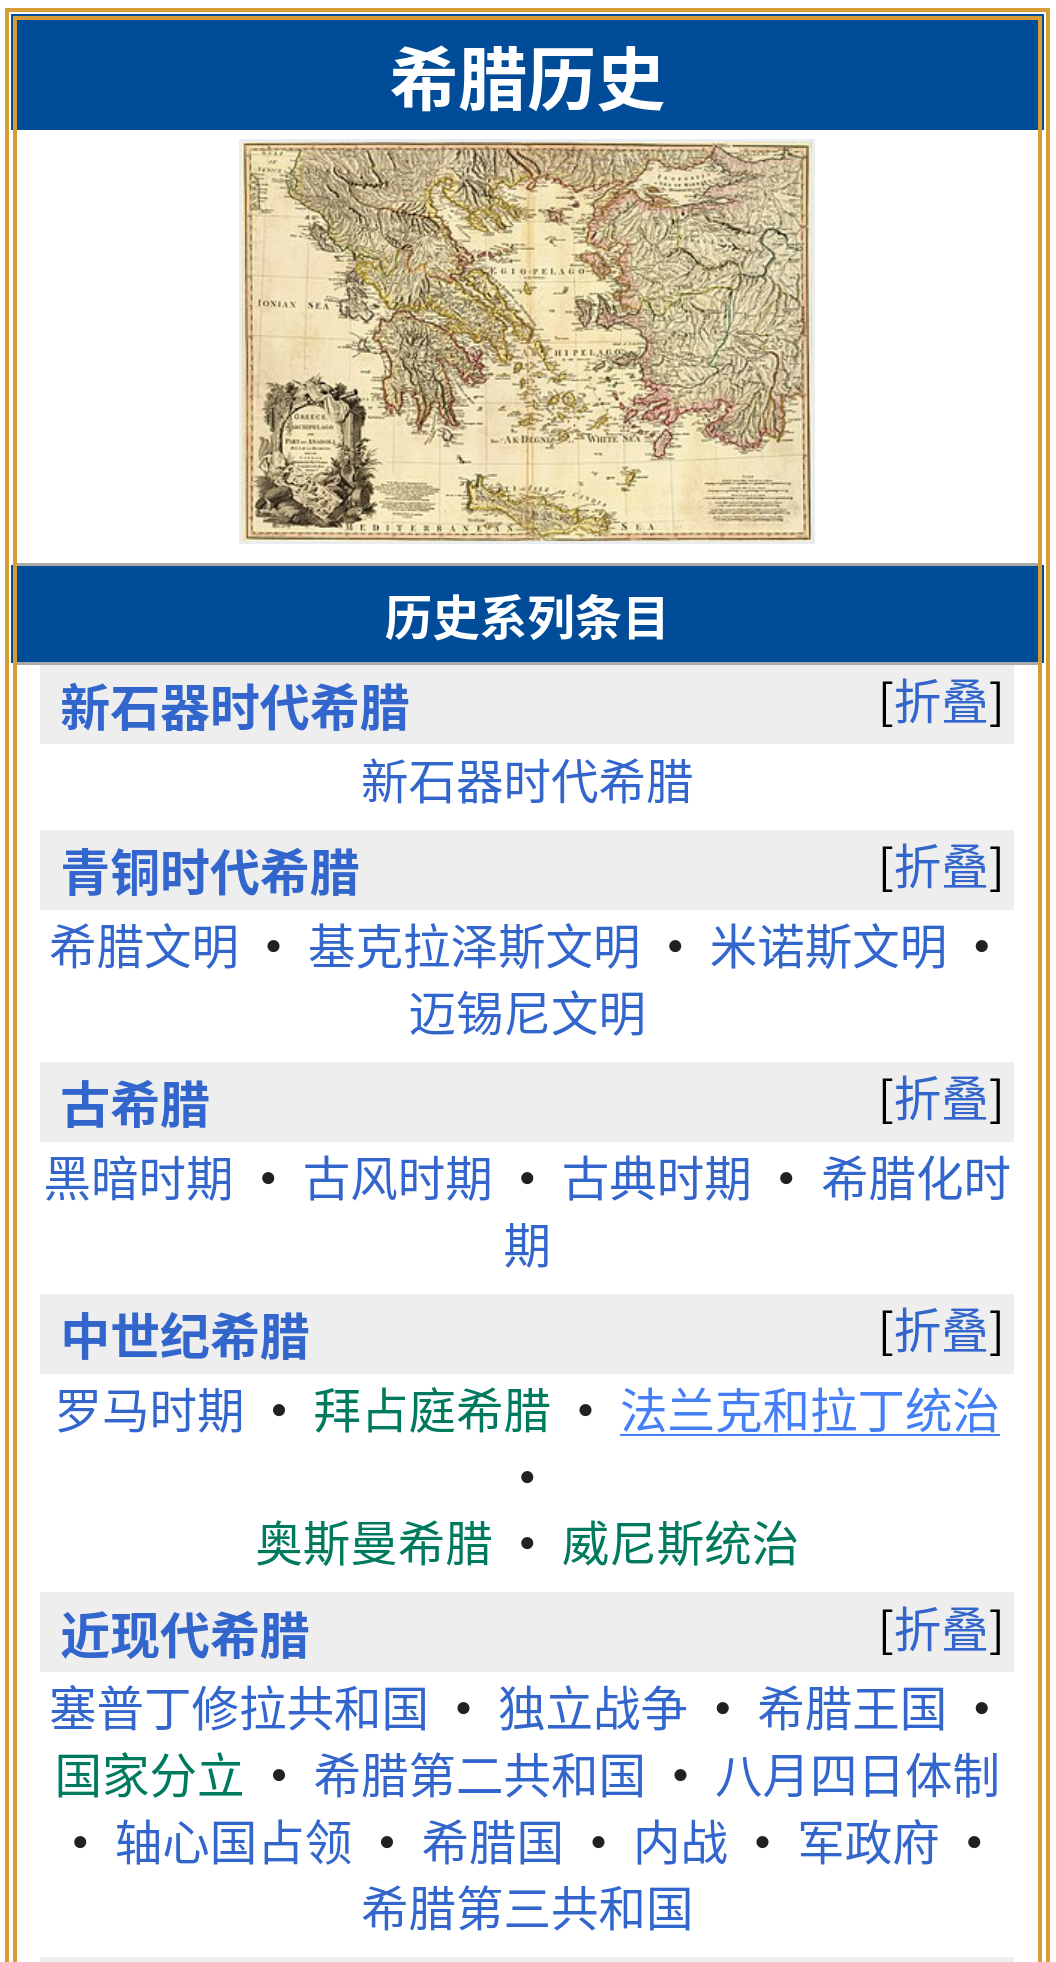 希腊历史
IONIAN SEA
EGIO-PELAGO
GREECE
ARCHIPELAGO
PART OF ANADOLI
WHITE SEA
MEDITERRANEAN SEA
历史系列条目
新石器时代希腊 [折叠]
新石器时代希腊
青铜时代希腊 [折叠]
希腊文明 • 基克拉泽斯文明 • 米诺斯文明 •
迈锡尼文明
古希腊 [折叠]
黑暗时期 • 古风时期 • 古典时期 • 希腊化时
期
中世纪希腊 [折叠]
罗马时期 • 拜占庭希腊 • 法兰克和拉丁统治
•
奥斯曼希腊 • 威尼斯统治
近现代希腊 [折叠]
塞普丁修拉共和国 • 独立战争 • 希腊王国 •
国家分立 • 希腊第二共和国 • 八月四日体制
• 轴心国占领 • 希腊国 • 内战 • 军政府 •
希腊第三共和国